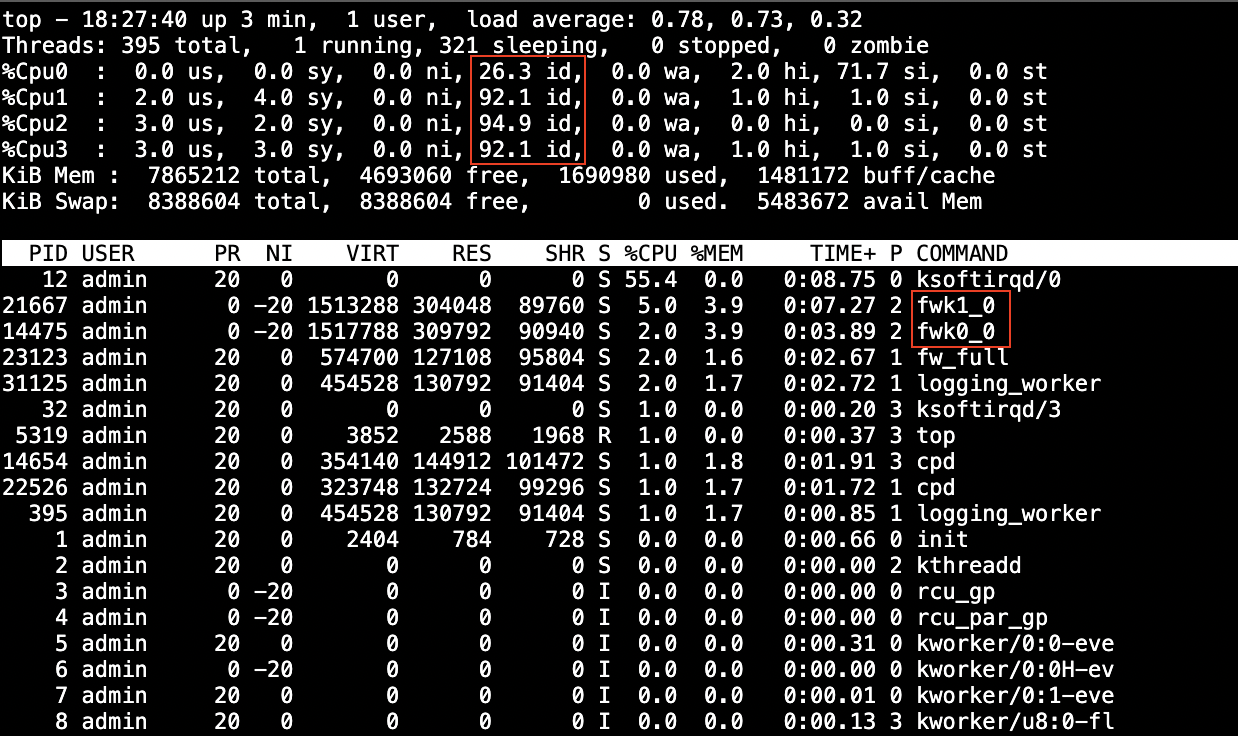 top - 18:27:40 up 3 min,  1 user,  load average: 0.78, 0.73, 0.32
Threads: 395 total,   1 running, 321 sleeping,   0 stopped,   0 zombie
%Cpu0  :  0.0 us,  0.0 sy,  0.0 ni, 26.3 id,  0.0 wa,  2.0 hi, 71.7 si,  0.0 st
%Cpu1  :  2.0 us,  4.0 sy,  0.0 ni, 92.1 id,  0.0 wa,  1.0 hi,  1.0 si,  0.0 st
%Cpu2  :  3.0 us,  2.0 sy,  0.0 ni, 94.9 id,  0.0 wa,  0.0 hi,  0.0 si,  0.0 st
%Cpu3  :  3.0 us,  3.0 sy,  0.0 ni, 92.1 id,  0.0 wa,  1.0 hi,  1.0 si,  0.0 st
KiB Mem :  7865212 total,  4693060 free,  1690980 used,  1481172 buff/cache
KiB Swap:  8388604 total,  8388604 free,        0 used.  5483672 avail Mem
  PID USER      PR  NI    VIRT    RES    SHR S %CPU %MEM     TIME+ P COMMAND
   12 admin     20   0       0      0      0 S 55.4  0.0   0:08.75 0 ksoftirqd/0
21667 admin      0 -20 1513288 304048  89760 S  5.0  3.9   0:07.27 2 fwk1_0
14475 admin      0 -20 1517788 309792  90940 S  2.0  3.9   0:03.89 2 fwk0_0
23123 admin     20   0  574700 127108  95804 S  2.0  1.6   0:02.67 1 fw_full
31125 admin     20   0  454528 130792  91404 S  2.0  1.7   0:02.72 1 logging_worker
   32 admin     20   0       0      0      0 S  1.0  0.0   0:00.20 3 ksoftirqd/3
 5319 admin     20   0    3852   2588   1968 R  1.0  0.0   0:00.37 3 top
14654 admin     20   0  354140 144912 101472 S  1.0  1.8   0:01.91 3 cpd
22526 admin     20   0  323748 132724  99296 S  1.0  1.7   0:01.72 1 cpd
  395 admin     20   0  454528 130792  91404 S  1.0  1.7   0:00.85 1 logging_worker
    1 admin     20   0    2404    784    728 S  0.0  0.0   0:00.66 0 init
    2 admin     20   0       0      0      0 S  0.0  0.0   0:00.00 2 kthreadd
    3 admin      0 -20       0      0      0 I  0.0  0.0   0:00.00 0 rcu_gp
    4 admin      0 -20       0      0      0 I  0.0  0.0   0:00.00 0 rcu_par_gp
    5 admin     20   0       0      0      0 I  0.0  0.0   0:00.31 0 kworker/0:0-eve
    6 admin      0 -20       0      0      0 I  0.0  0.0   0:00.00 0 kworker/0:0H-ev
    7 admin     20   0       0      0      0 I  0.0  0.0   0:00.01 0 kworker/0:1-eve
    8 admin     20   0       0      0      0 I  0.0  0.0   0:00.13 3 kworker/u8:0-fl